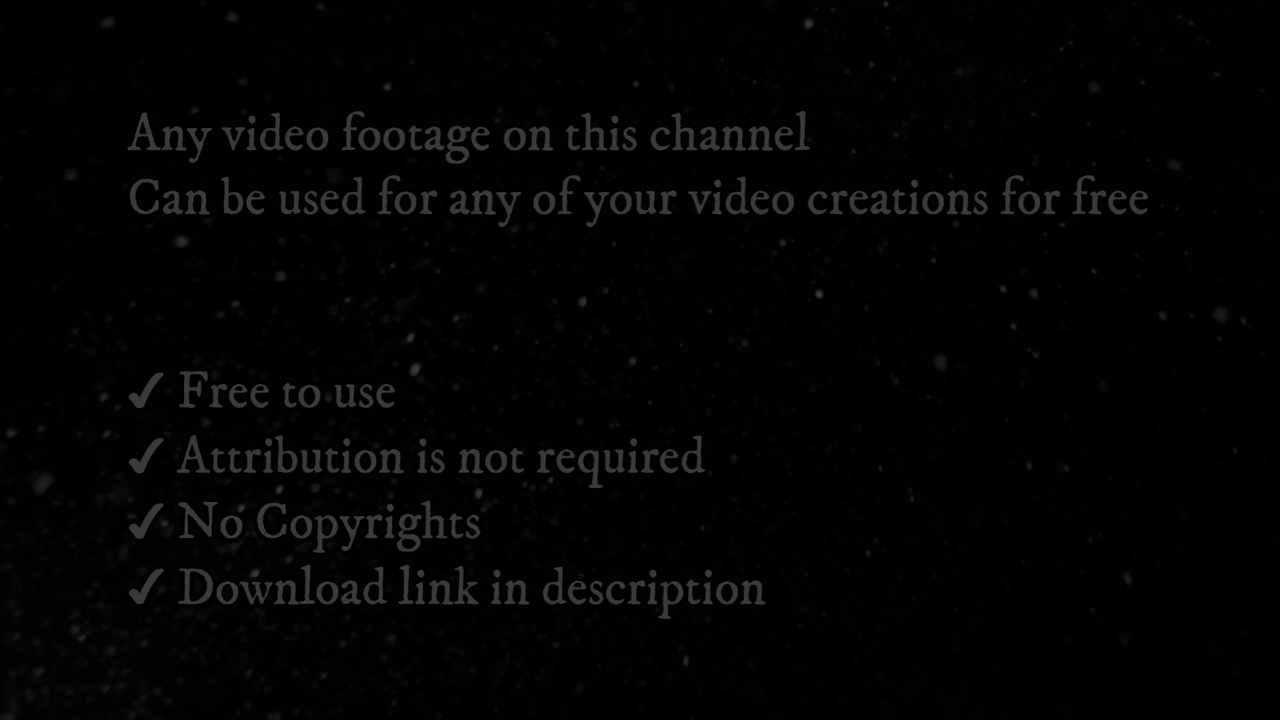 Any video footage on this channel
Can be used for any of your video creations for free
✔ Free to use
✔ Attribution is not required
✔ No Copyrights
✔ Download link in description